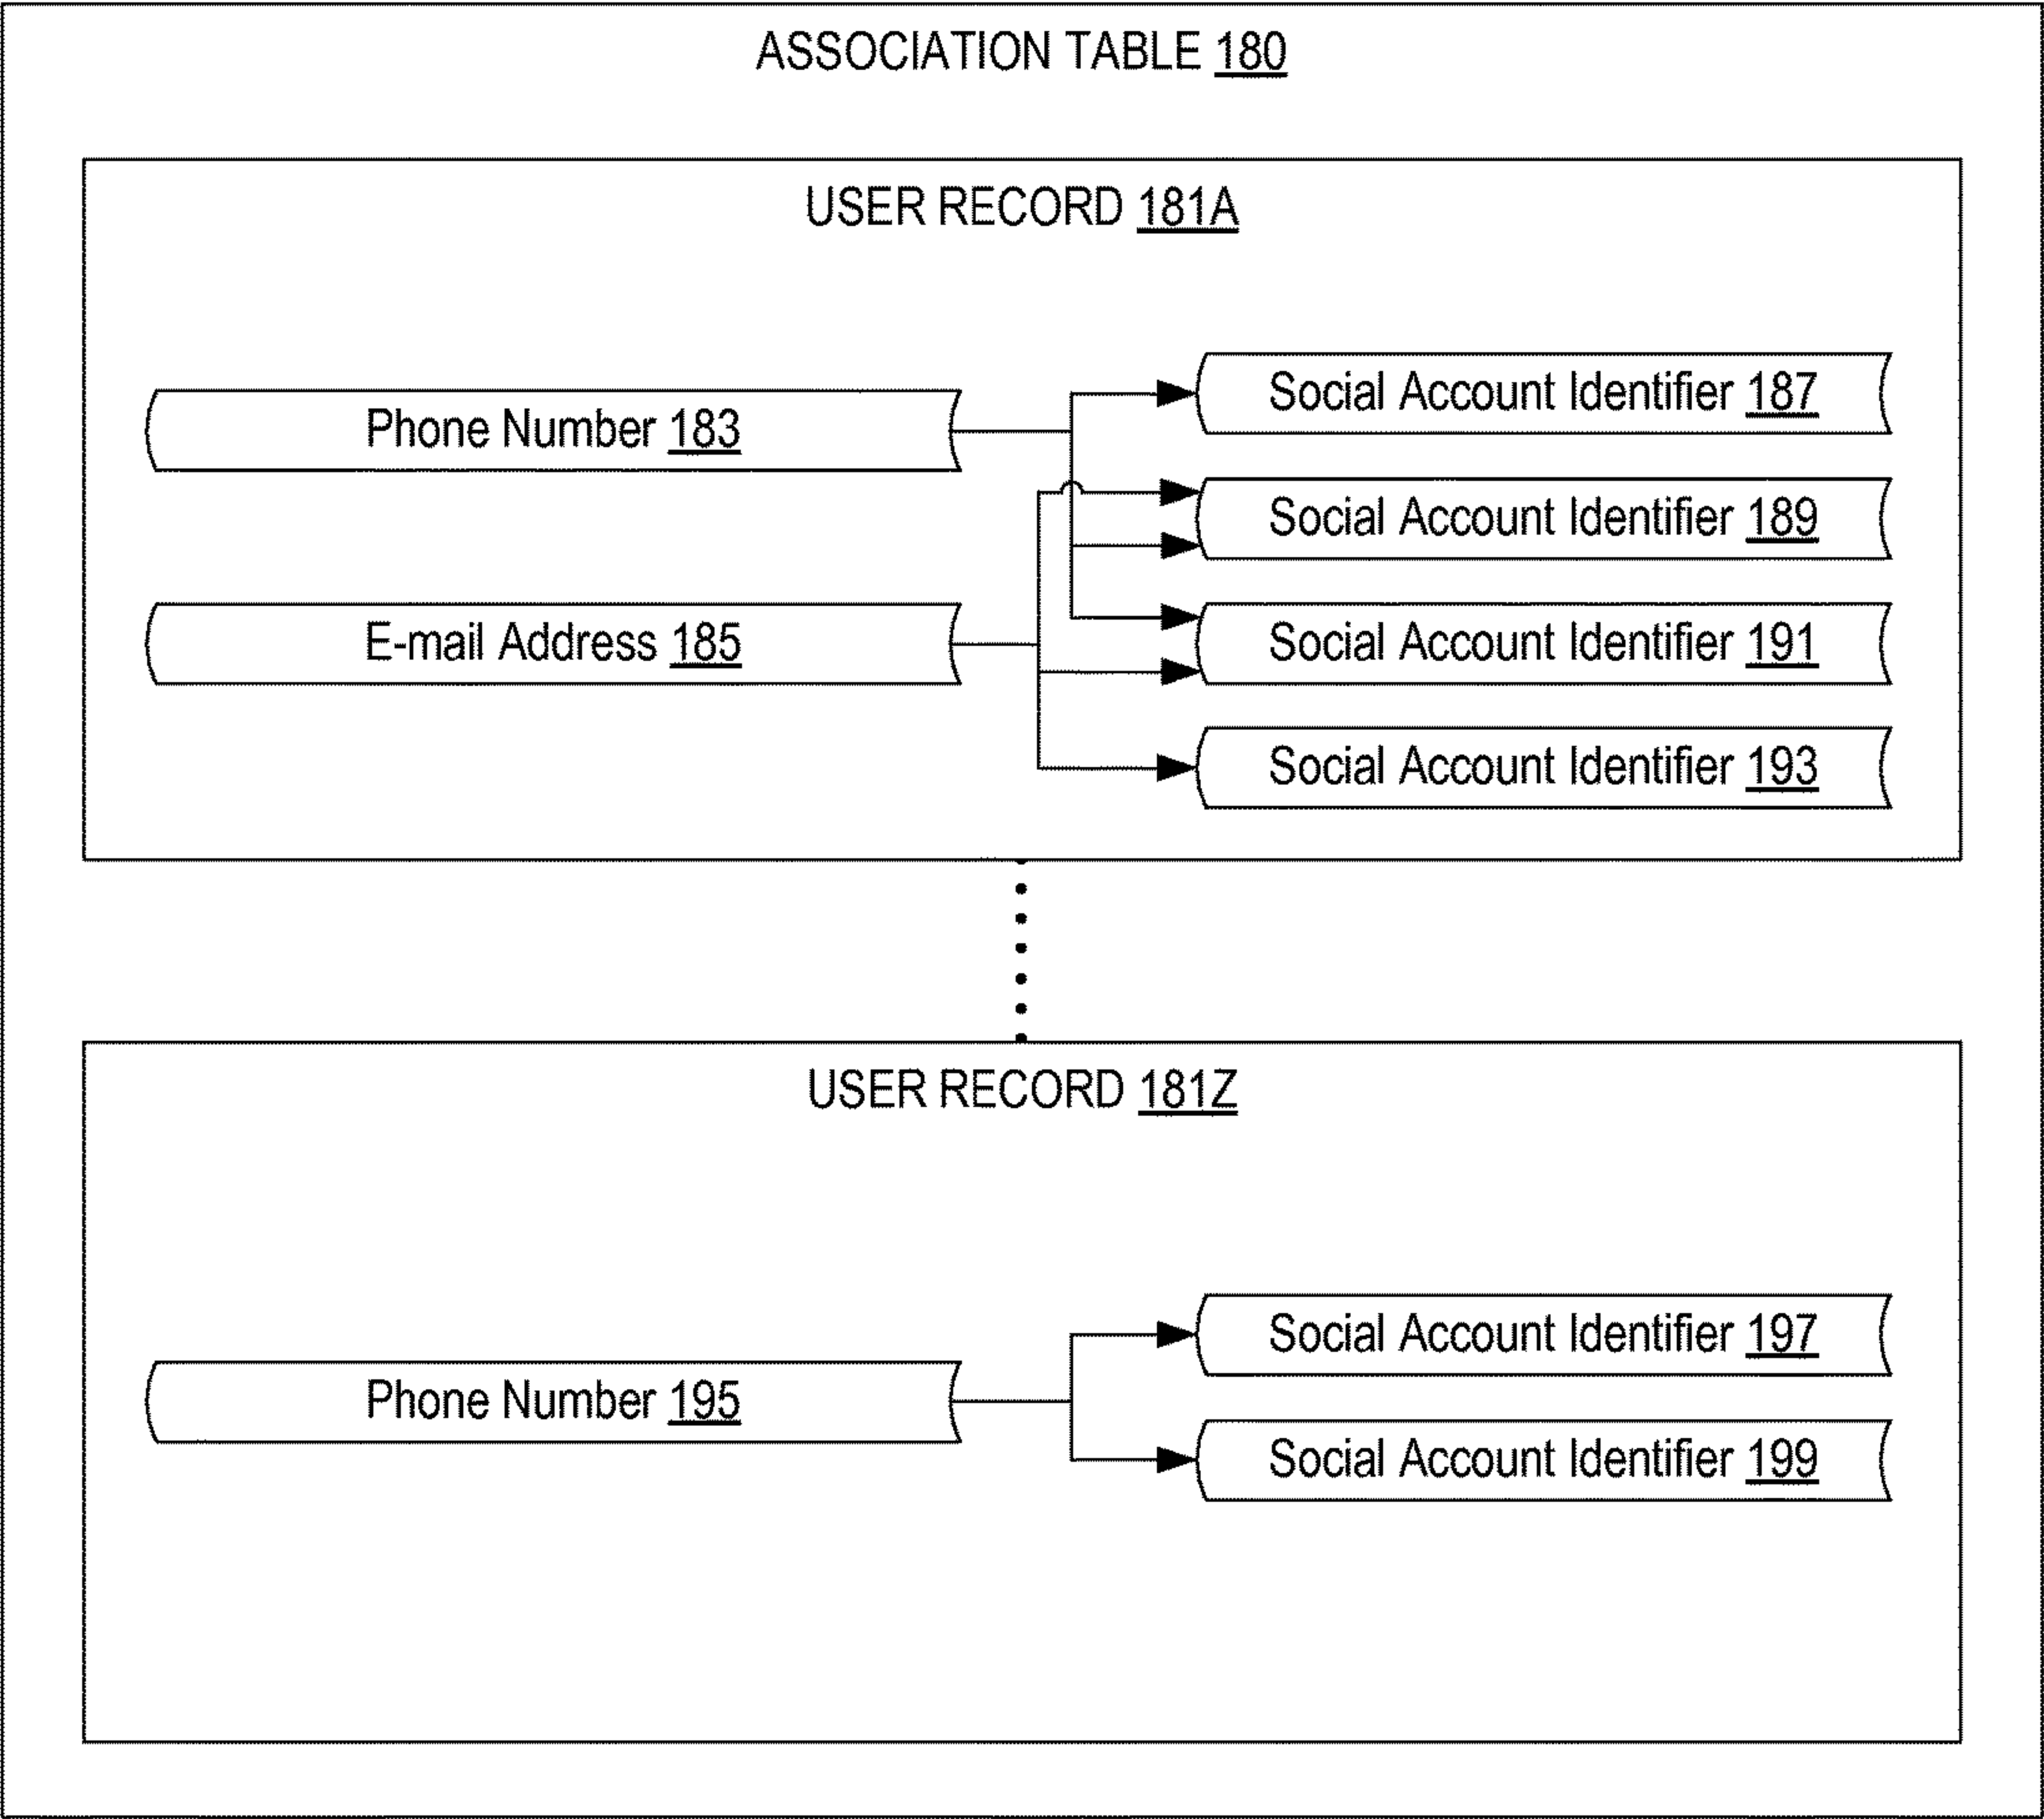 ASSOCIATION TABLE 180
USER RECORD 181A
Phone Number 183
Social Account Identifier 187
Social Account Identifier 189
E-mail Address 185
Social Account Identifier 191
Social Account Identifier 193
USER RECORD 181Z
Phone Number 195
Social Account Identifier 197
Social Account Identifier 199